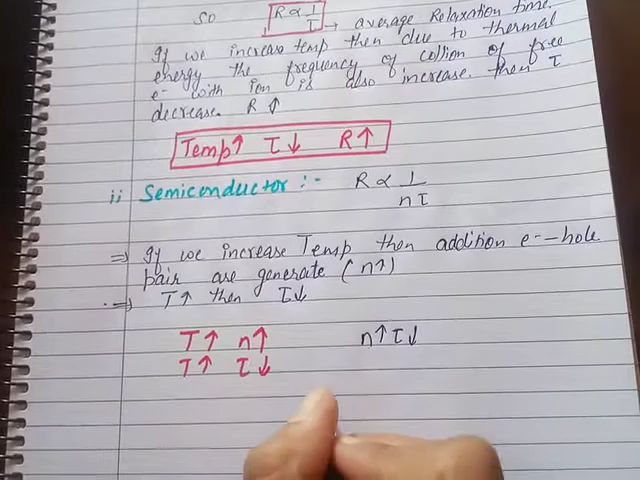 so R ∝ 1/τ → average Relaxation time.
If we increase temp then due to thermal
energy the frequency of collion of free
e⁻ with ion is also increase. then τ
decrease. R ↑
Temp↑ τ↓ R↑
ii Semiconductor :- R ∝ 1/nτ
⇒ If we increase Temp then addition e⁻-hole
pair are generate (n↑)
⇒ T↑ then τ↓
T↑ n↑ n↑τ↓
T↑ τ↓